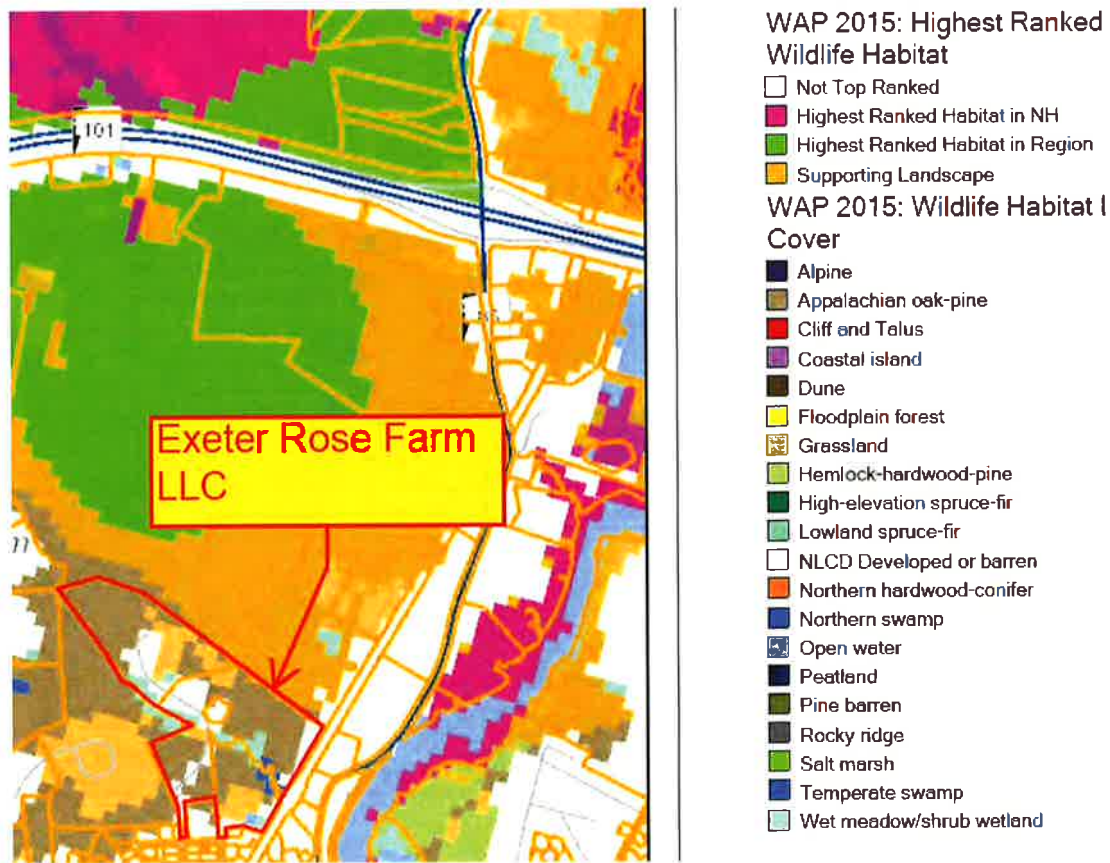 101
Exeter Rose Farm
LLC
WAP 2015: Highest Ranked
Wildlife Habitat
Not Top Ranked
Highest Ranked Habitat in NH
Highest Ranked Habitat in Region
Supporting Landscape
WAP 2015: Wildlife Habitat
Cover
Alpine
Appalachian oak-pine
Cliff and Talus
Coastal island
Dune
Floodplain forest
Grassland
Hemlock-hardwood-pine
High-elevation spruce-fir
Lowland spruce-fir
NLCD Developed or barren
Northern hardwood-conifer
Northern swamp
Open water
Peatland
Pine barren
Rocky ridge
Salt marsh
Temperate swamp
Wet meadow/shrub wetland